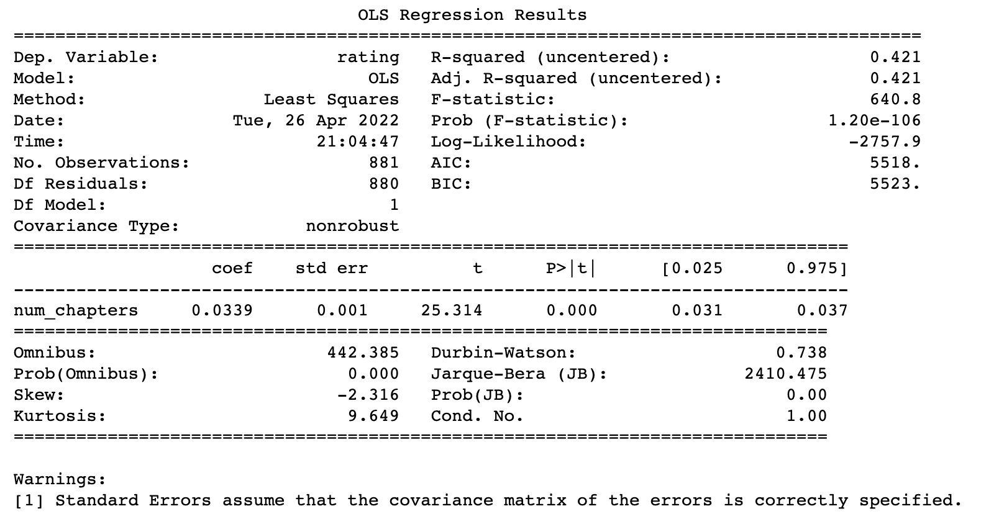 OLS Regression Results
==============================================================================
Dep. Variable: rating R-squared (uncentered): 0.421
Model: OLS Adj. R-squared (uncentered): 0.421
Method: Least Squares F-statistic: 640.8
Date: Tue, 26 Apr 2022 Prob (F-statistic): 1.20e-106
Time: 21:04:47 Log-Likelihood: -2757.9
No. Observations: 881 AIC: 5518.
Df Residuals: 880 BIC: 5523.
Df Model: 1
Covariance Type: nonrobust
==============================================================================
coef std err t P>|t| [0.025 0.975]
------------------------------------------------------------------------------
num_chapters 0.0339 0.001 25.314 0.000 0.031 0.037
==============================================================================
Omnibus: 442.385 Durbin-Watson: 0.738
Prob(Omnibus): 0.000 Jarque-Bera (JB): 2410.475
Skew: -2.316 Prob(JB): 0.00
Kurtosis: 9.649 Cond. No. 1.00
==============================================================================
Warnings:
[1] Standard Errors assume that the covariance matrix of the errors is correctly specified.